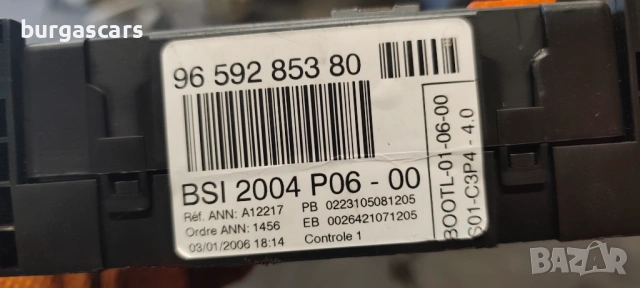 burgascars
96 592 853 80
BSI 2004 P06 - 00
Réf. ANN: A12217 PB 0223105081205
Ordre ANN: 1456 EB 0026421071205
03/01/2006 18:14 Controle 1
BOOTL-01-06-00
S01-C3P4 - 4.0
bazar